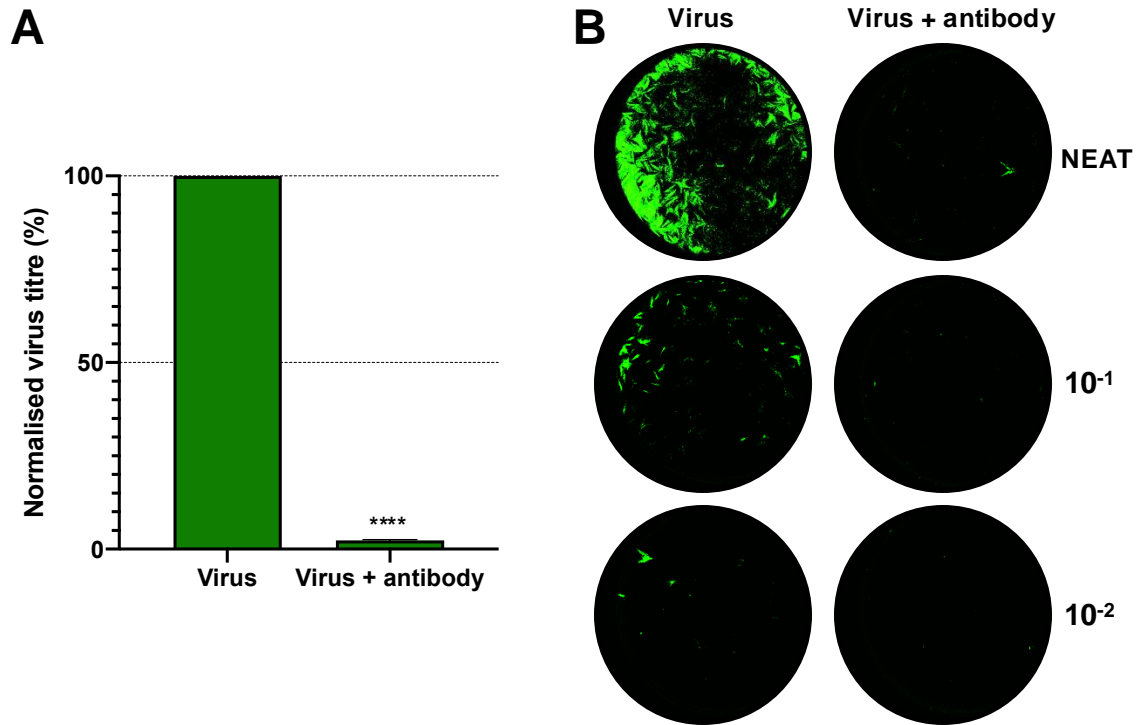 A
Normalised virus titre (%)
100
50
0
****
Virus
Virus + antibody
B
Virus
Virus + antibody
NEAT
10⁻¹
10⁻²